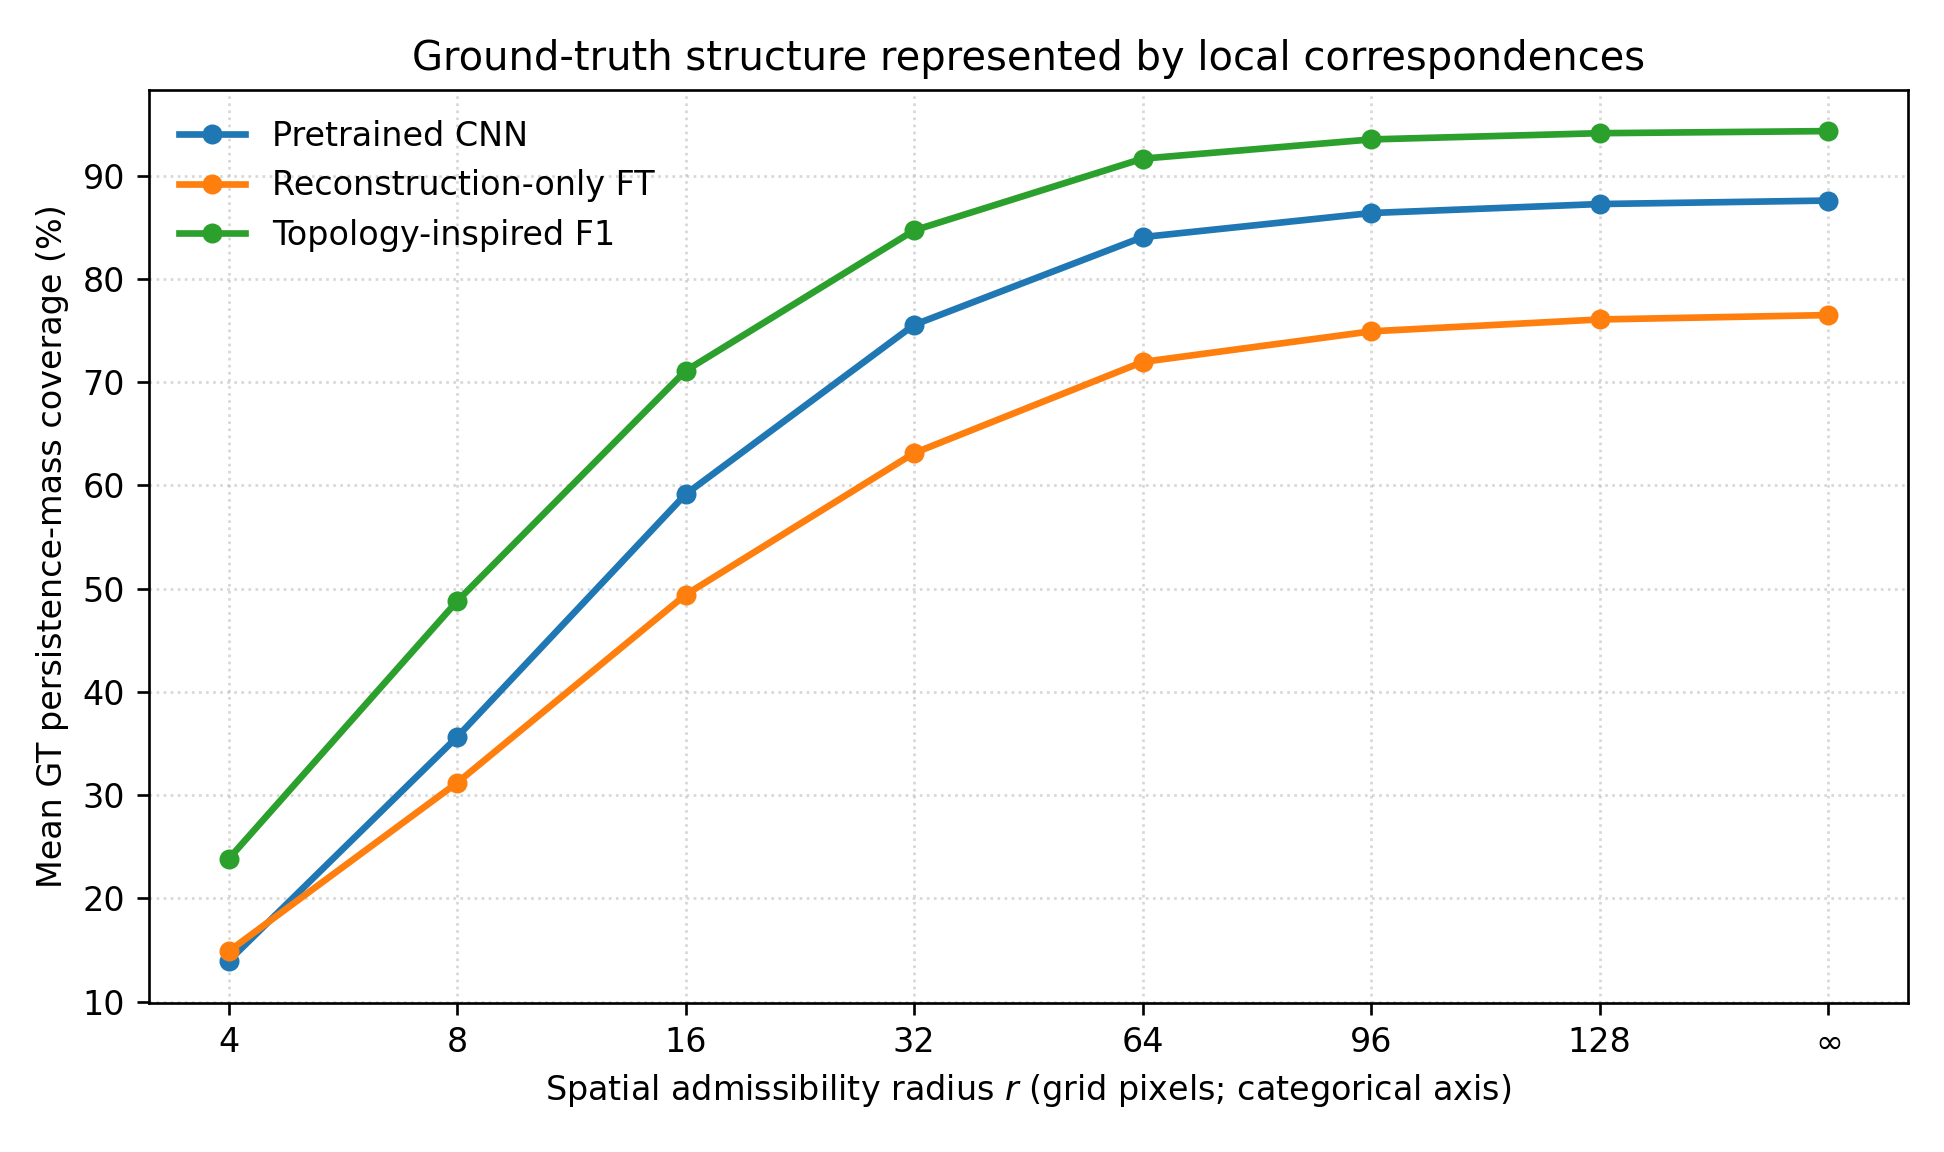 Ground-truth structure represented by local correspondences
Pretrained CNN
Reconstruction-only FT
Topology-inspired F1
Mean GT persistence-mass coverage (%)
90
80
70
60
50
40
30
20
10
4 8 16 32 64 96 128 ∞
Spatial admissibility radius r (grid pixels; categorical axis)